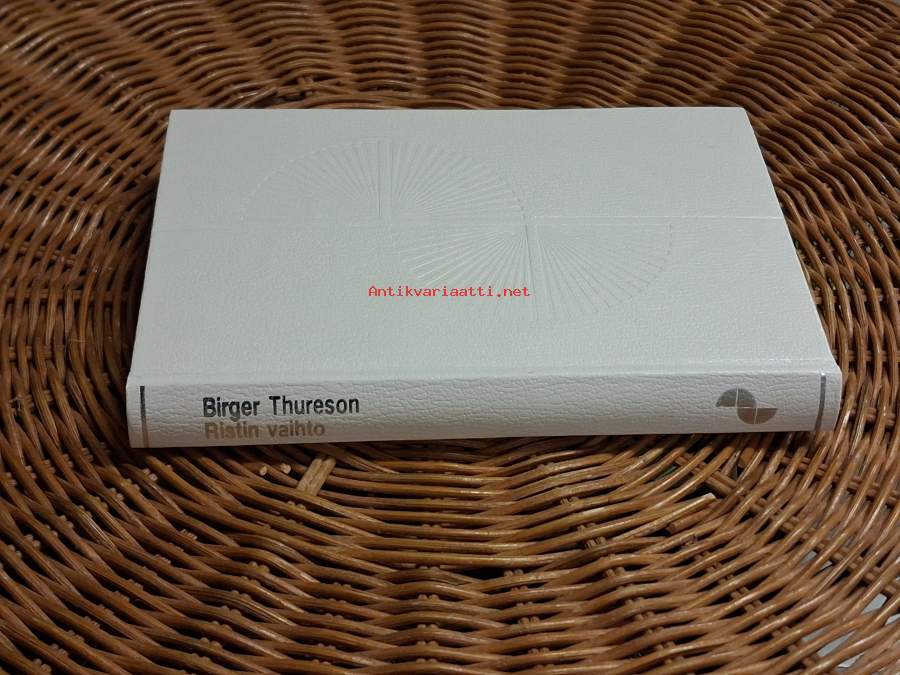 Antikvariaatti.net
Birger Thureson
Ristin vaihto